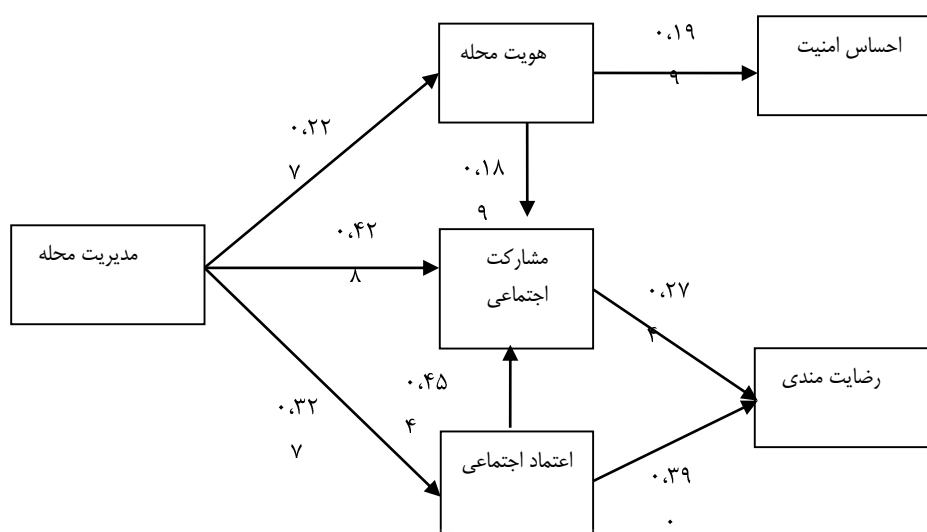 هویت محله
۰،۱۹
۹
احساس امنیت
۰،۲۲
۷
۰،۱۸
۹
مدیریت محله
۰،۴۲
۸
مشارکت
اجتماعی
۰،۲۷
۴
۰،۳۲
۷
۰،۴۵
۴
رضایت مندی
اعتماد اجتماعی
۰،۳۹
۰